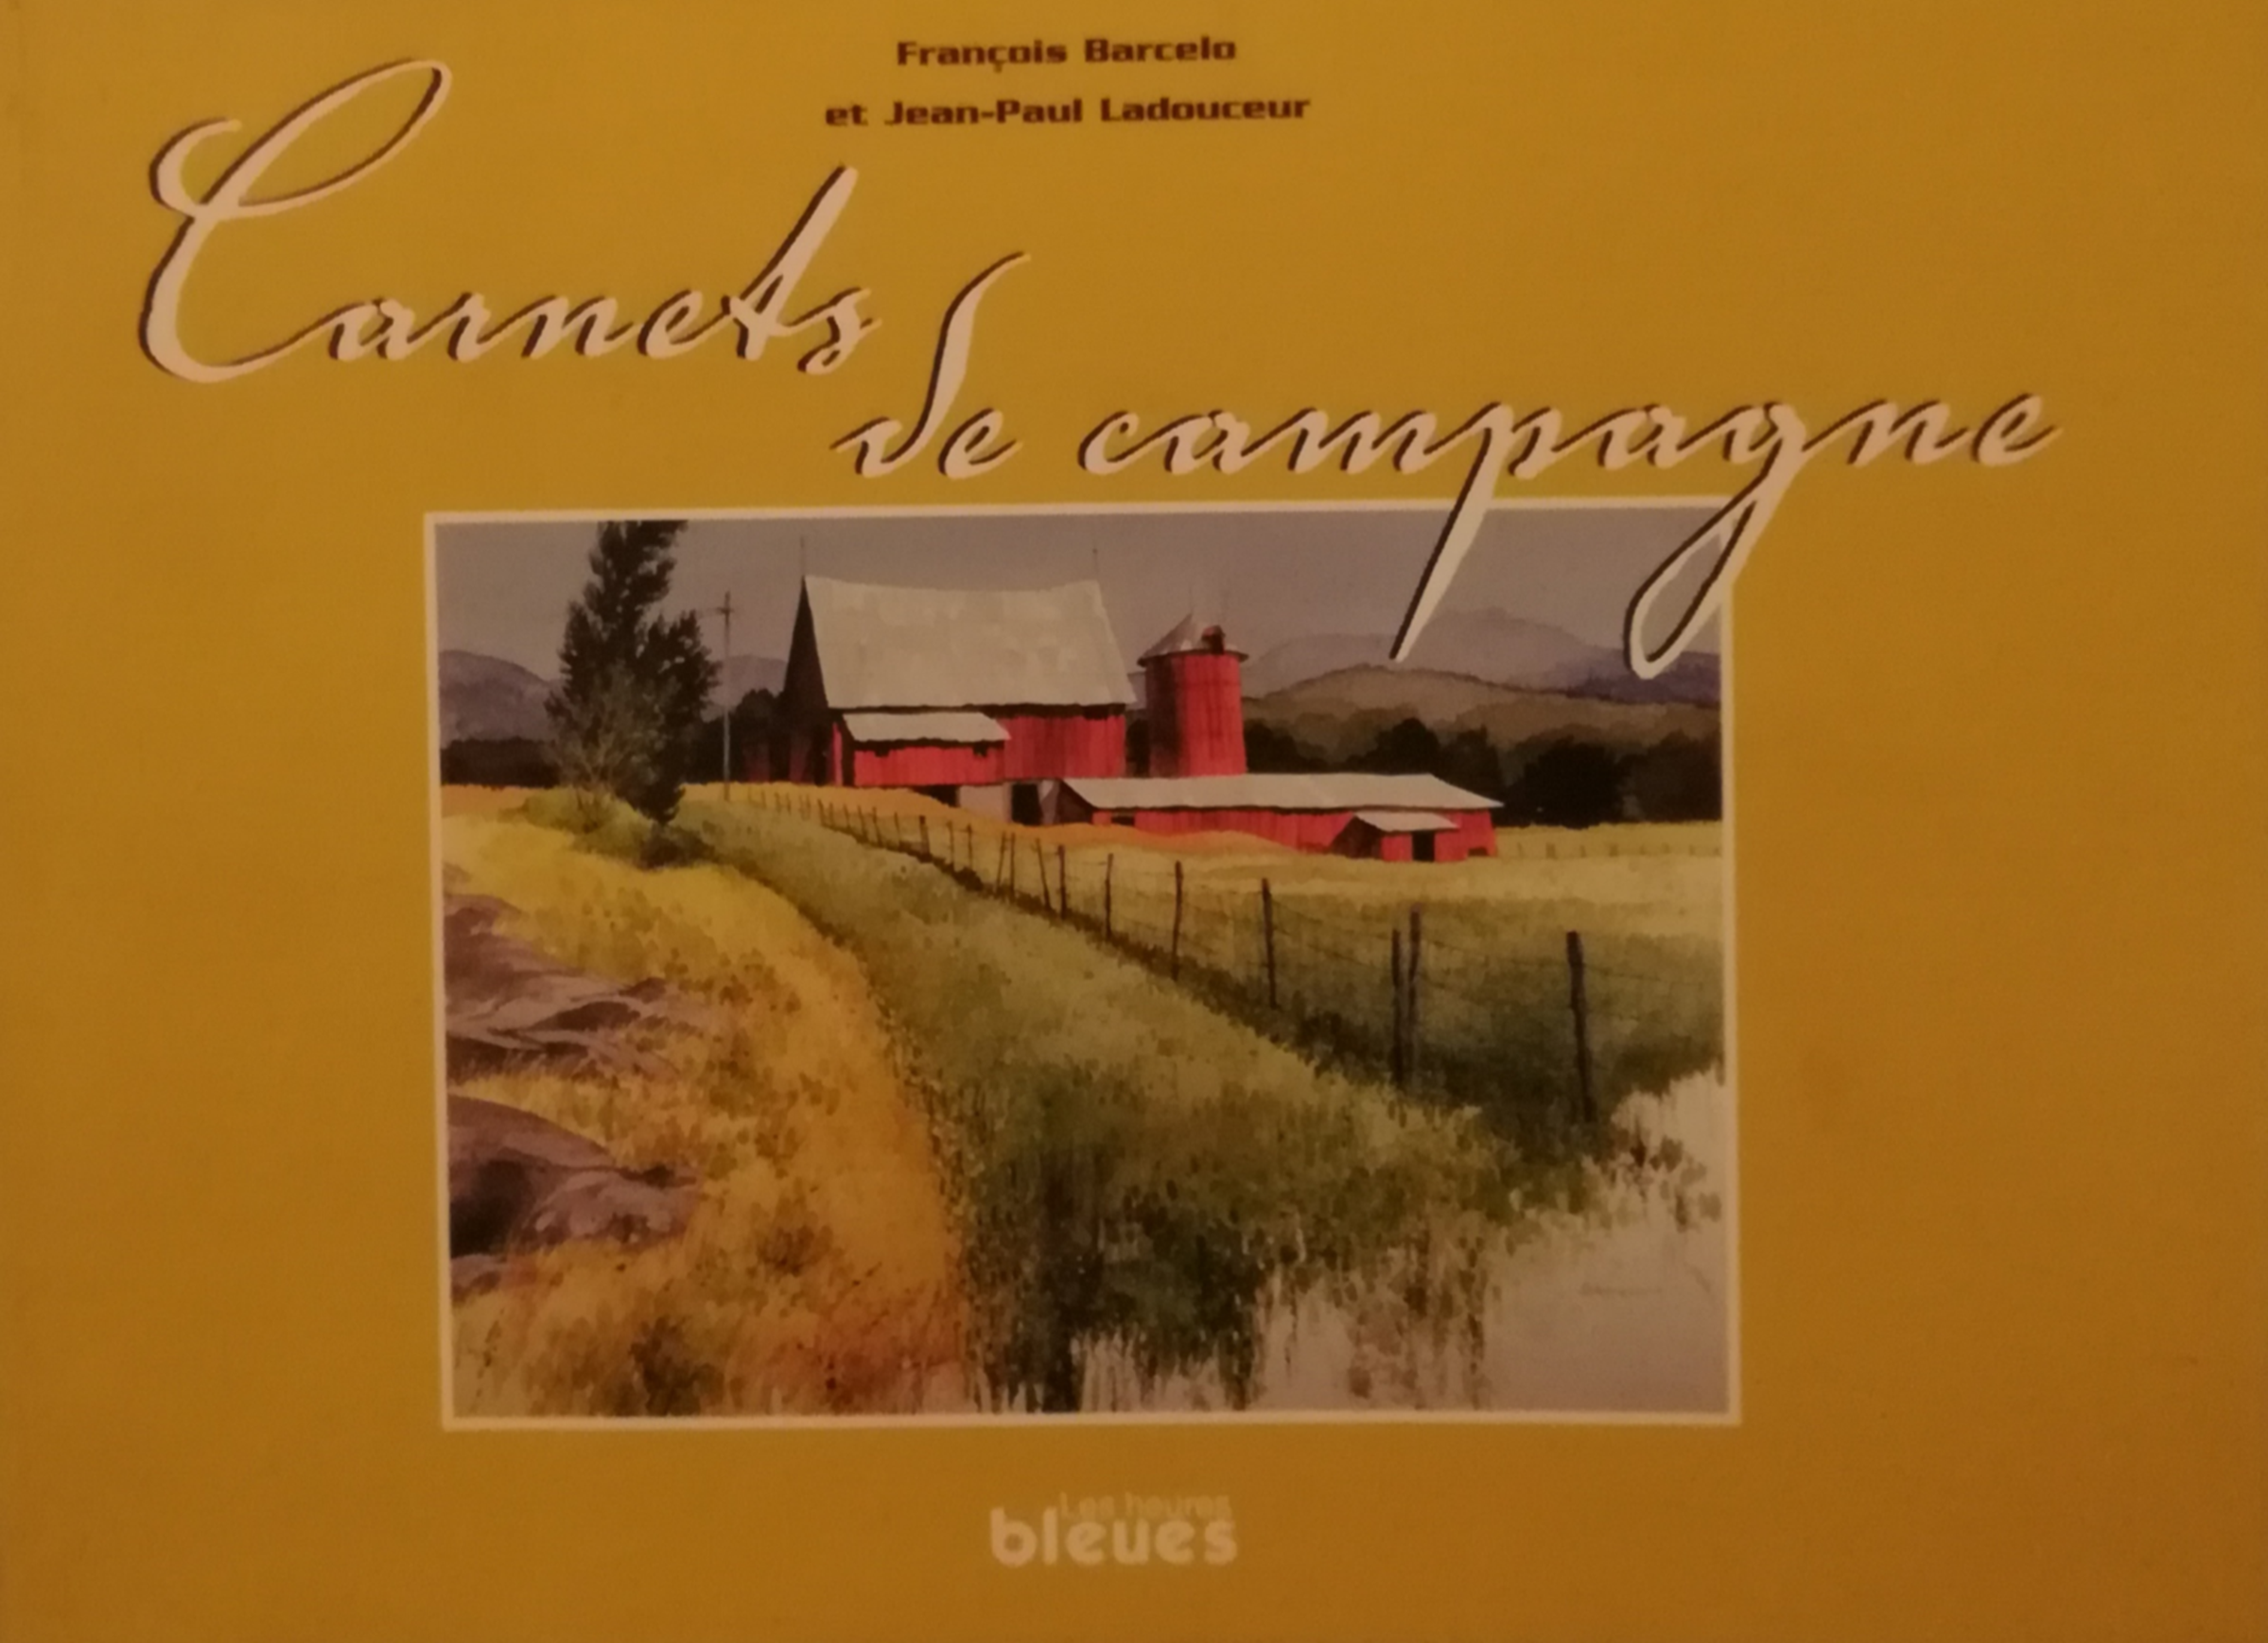 François Barcelo
et Jean-Paul Ladouceur
Carnets
de campagne
Les heures
bleues